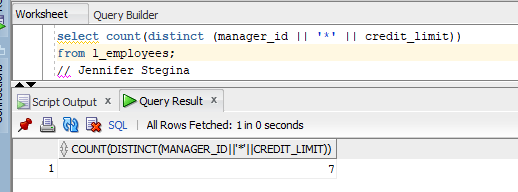 Worksheet Query Builder
select count(distinct (manager_id || '*' || credit_limit))
from l_employees;
// Jennifer Stegina
Script Output x Query Result x
SQL | All Rows Fetched: 1 in 0 seconds
COUNT(DISTINCT(MANAGER_ID||'*'||CREDIT_LIMIT))
1 7